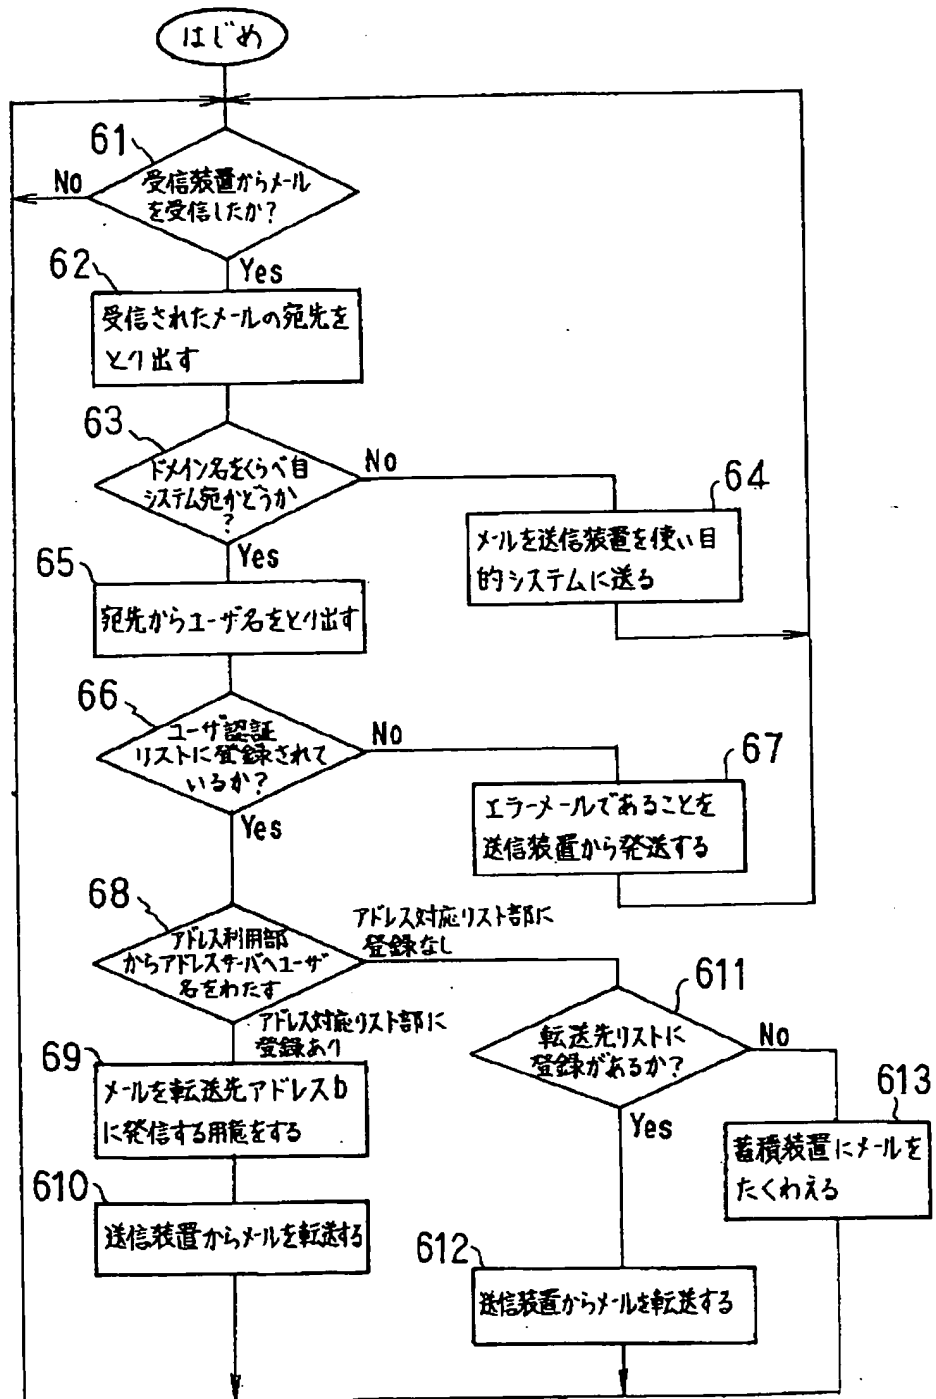 はじめ
61
受信装置からメール
を受信したか?
No
Yes
62
受信されたメールの宛先を
とり出す
63
ドメイン名をくらべ自
システム宛かどうか
?
No
Yes
64
メールを送信装置を使い目
的システムに送る
65
宛先からユーザ名をとり出す
66
ユーザ認証
リストに登録されて
いるか?
No
Yes
67
エラーメールであることを
送信装置から発送する
68
アドレス利用部
からアドレスサーバへユーザ
名をわたす
アドレス対応リスト部に
登録なし
アドレス対応リスト部に
登録あり
69
メールを転送先アドレスb
に発信する用意をする
610
送信装置からメールを転送する
611
転送先リストに
登録があるか?
No
Yes
612
送信装置からメールを転送する
613
蓄積装置にメールを
たくわえる